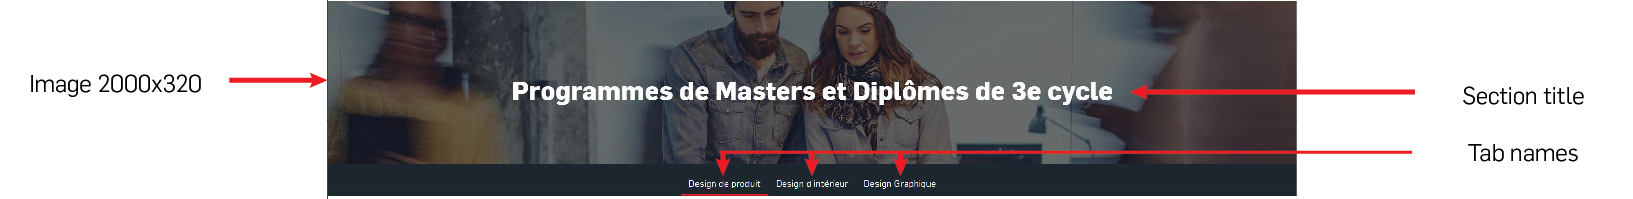 Image 2000x320
Programmes de Masters et Diplômes de 3e cycle
Section title
Tab names
Design de produit Design d'intérieur Design Graphique